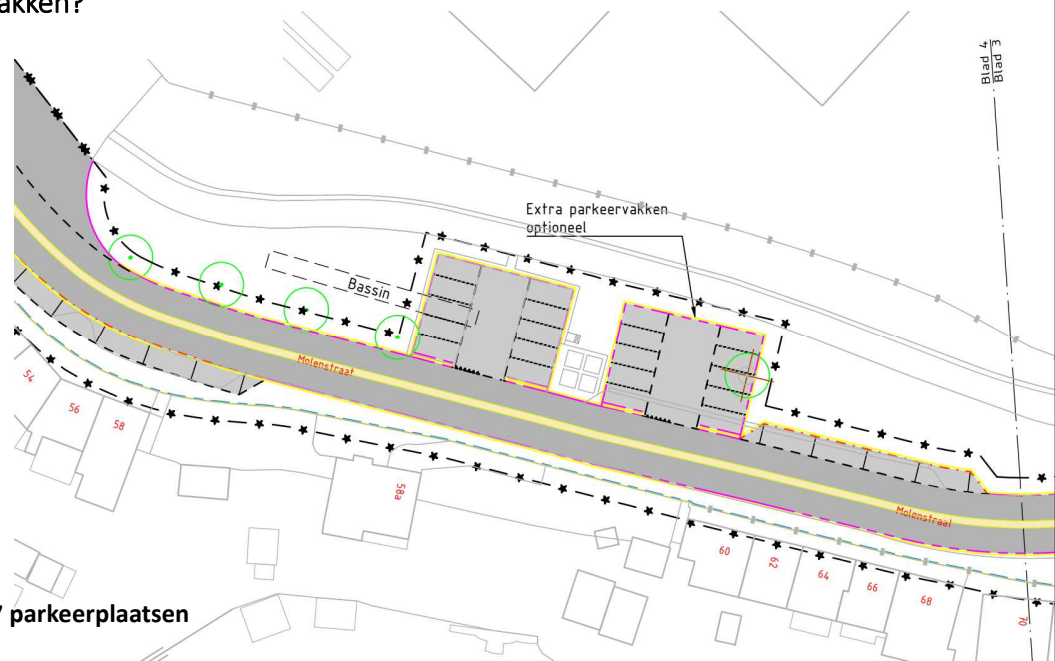 akken?
Blad 4
Blad 3
Extra parkeervakken
optioneel
Bassin
Molenstraat
54
56
58
58a
Molenstraat
60
62
64
66
68
70
parkeerplaatsen